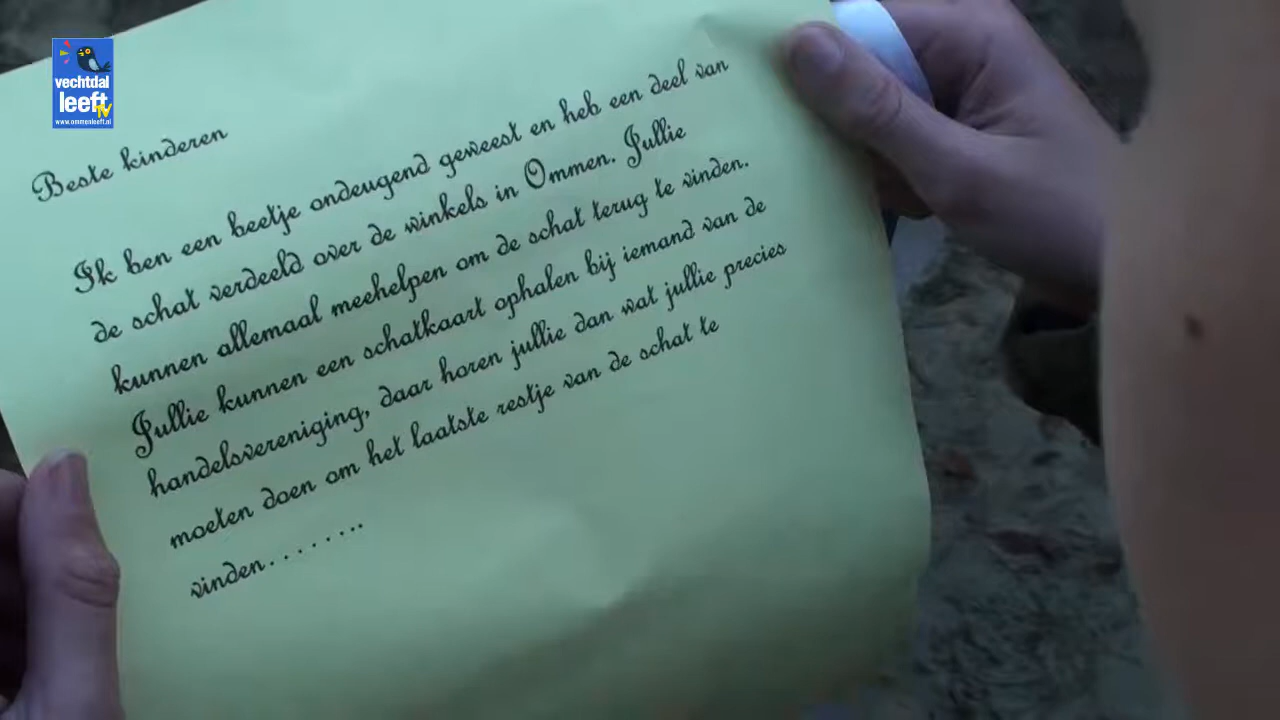 vechtdal
leeft
TV
www.ommenleeft.nl
Beste kinderen
Ik ben een beetje ondeugend geweest en heb een deel van
de schat verdeeld over de winkels in Ommen. Jullie
kunnen allemaal meehelpen om de schat terug te vinden.
Jullie kunnen een schatkaart ophalen bij iemand van de
handelsvereniging, daar horen jullie dan wat jullie precies
moeten doen om het laatste restje van de schat te
vinden........